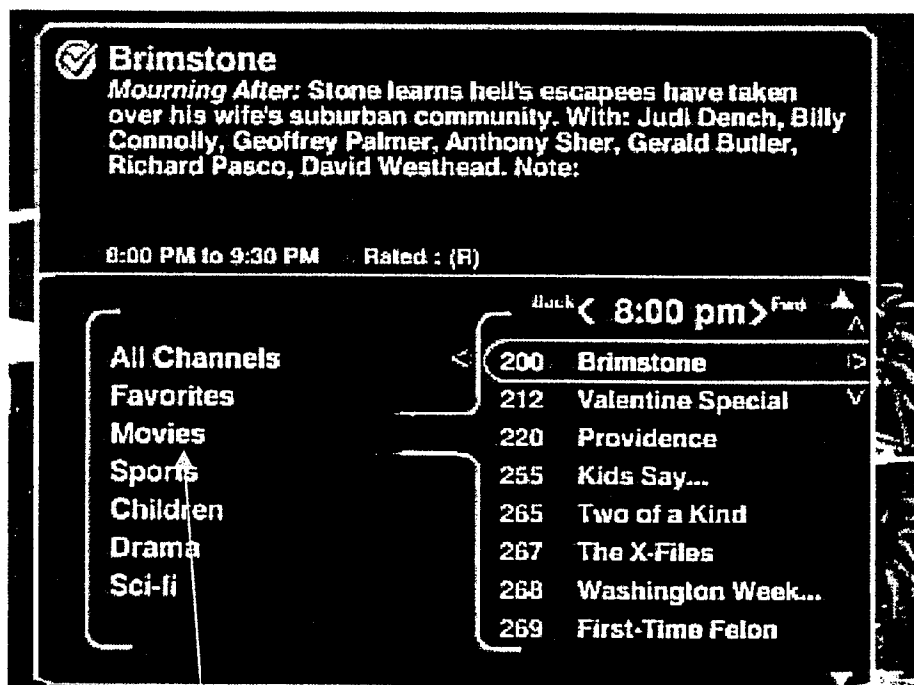 Brimstone
Mourning After: Stone learns hell's escapees have taken
over his wife's suburban community. With: Judi Dench, Billy
Connolly, Geoffrey Palmer, Anthony Sher, Gerald Butler,
Richard Pasco, David Westhead. Note:
8:00 PM to 9:30 PM Rated : (R)
Back < 8:00 pm > Fwd
All Channels
Favorites
Movies
Sports
Children
Drama
Sci-fi
200 Brimstone
212 Valentine Special
220 Providence
255 Kids Say...
265 Two of a Kind
267 The X-Files
268 Washington Week...
269 First-Time Felon